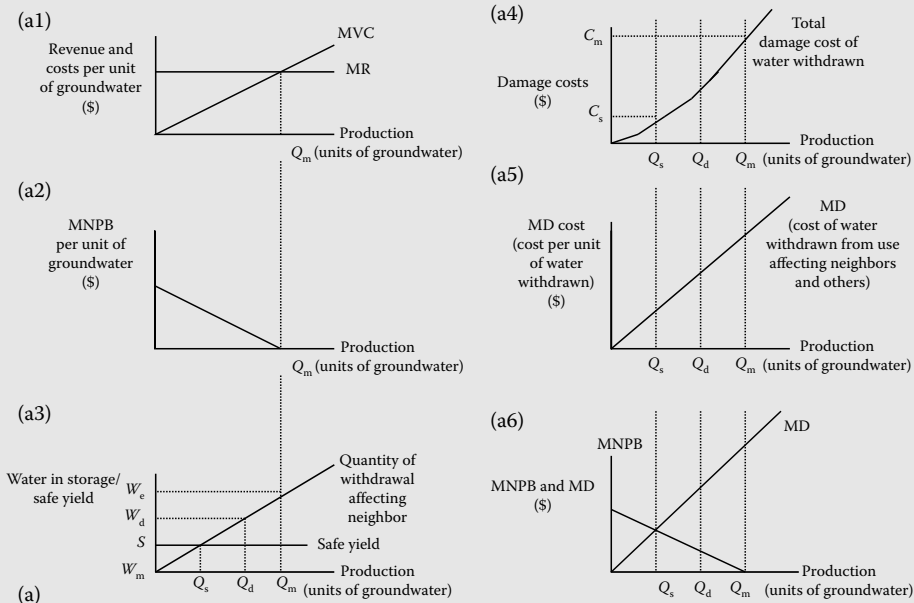 (a1)
Revenue and
costs per unit
of groundwater
($)
MVC
MR
Production
Qm (units of groundwater)
(a2)
MNPB
per unit of
groundwater
($)
Production
Qm (units of groundwater)
(a3)
Water in storage/
safe yield
We
Wd
S
Wm
Quantity of
withdrawal
affecting
neighbor
Safe yield
Production
Qs Qd Qm (units of groundwater)
(a)
(a4)
Damage costs
($)
Cm
Cs
Total
damage cost of
water withdrawn
Production
Qs Qd Qm (units of groundwater)
(a5)
MD cost
(cost per unit
of water
withdrawn)
($)
MD
(cost of water
withdrawn from use
affecting neighbors
and others)
Production
Qs Qd Qm (units of groundwater)
(a6)
MNPB
MD
MNPB and MD
($)
Production
Qs Qd Qm (units of groundwater)